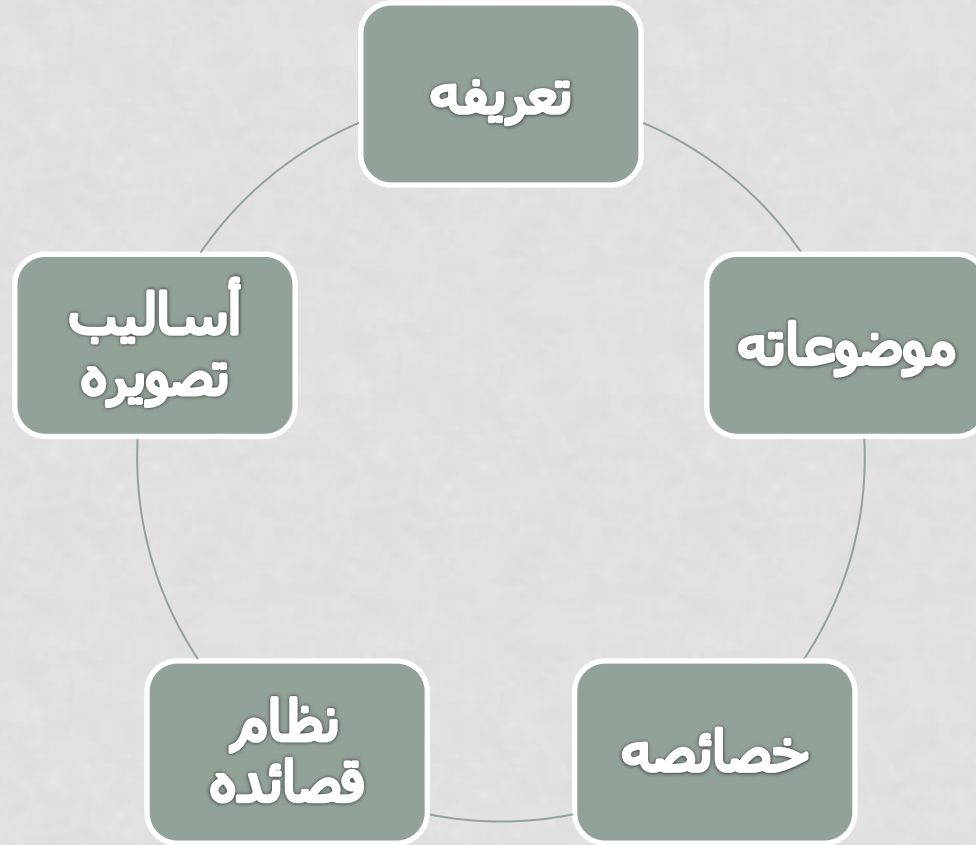 تعريفه
موضوعاته
خصائصه
نظام
قصائده
أساليب
تصويره